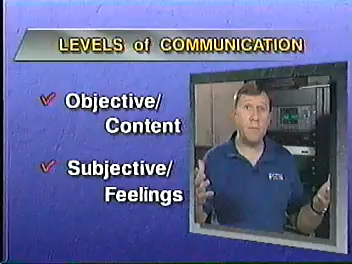 LEVELS of COMMUNICATION
Objective/
Content
Subjective/
Feelings